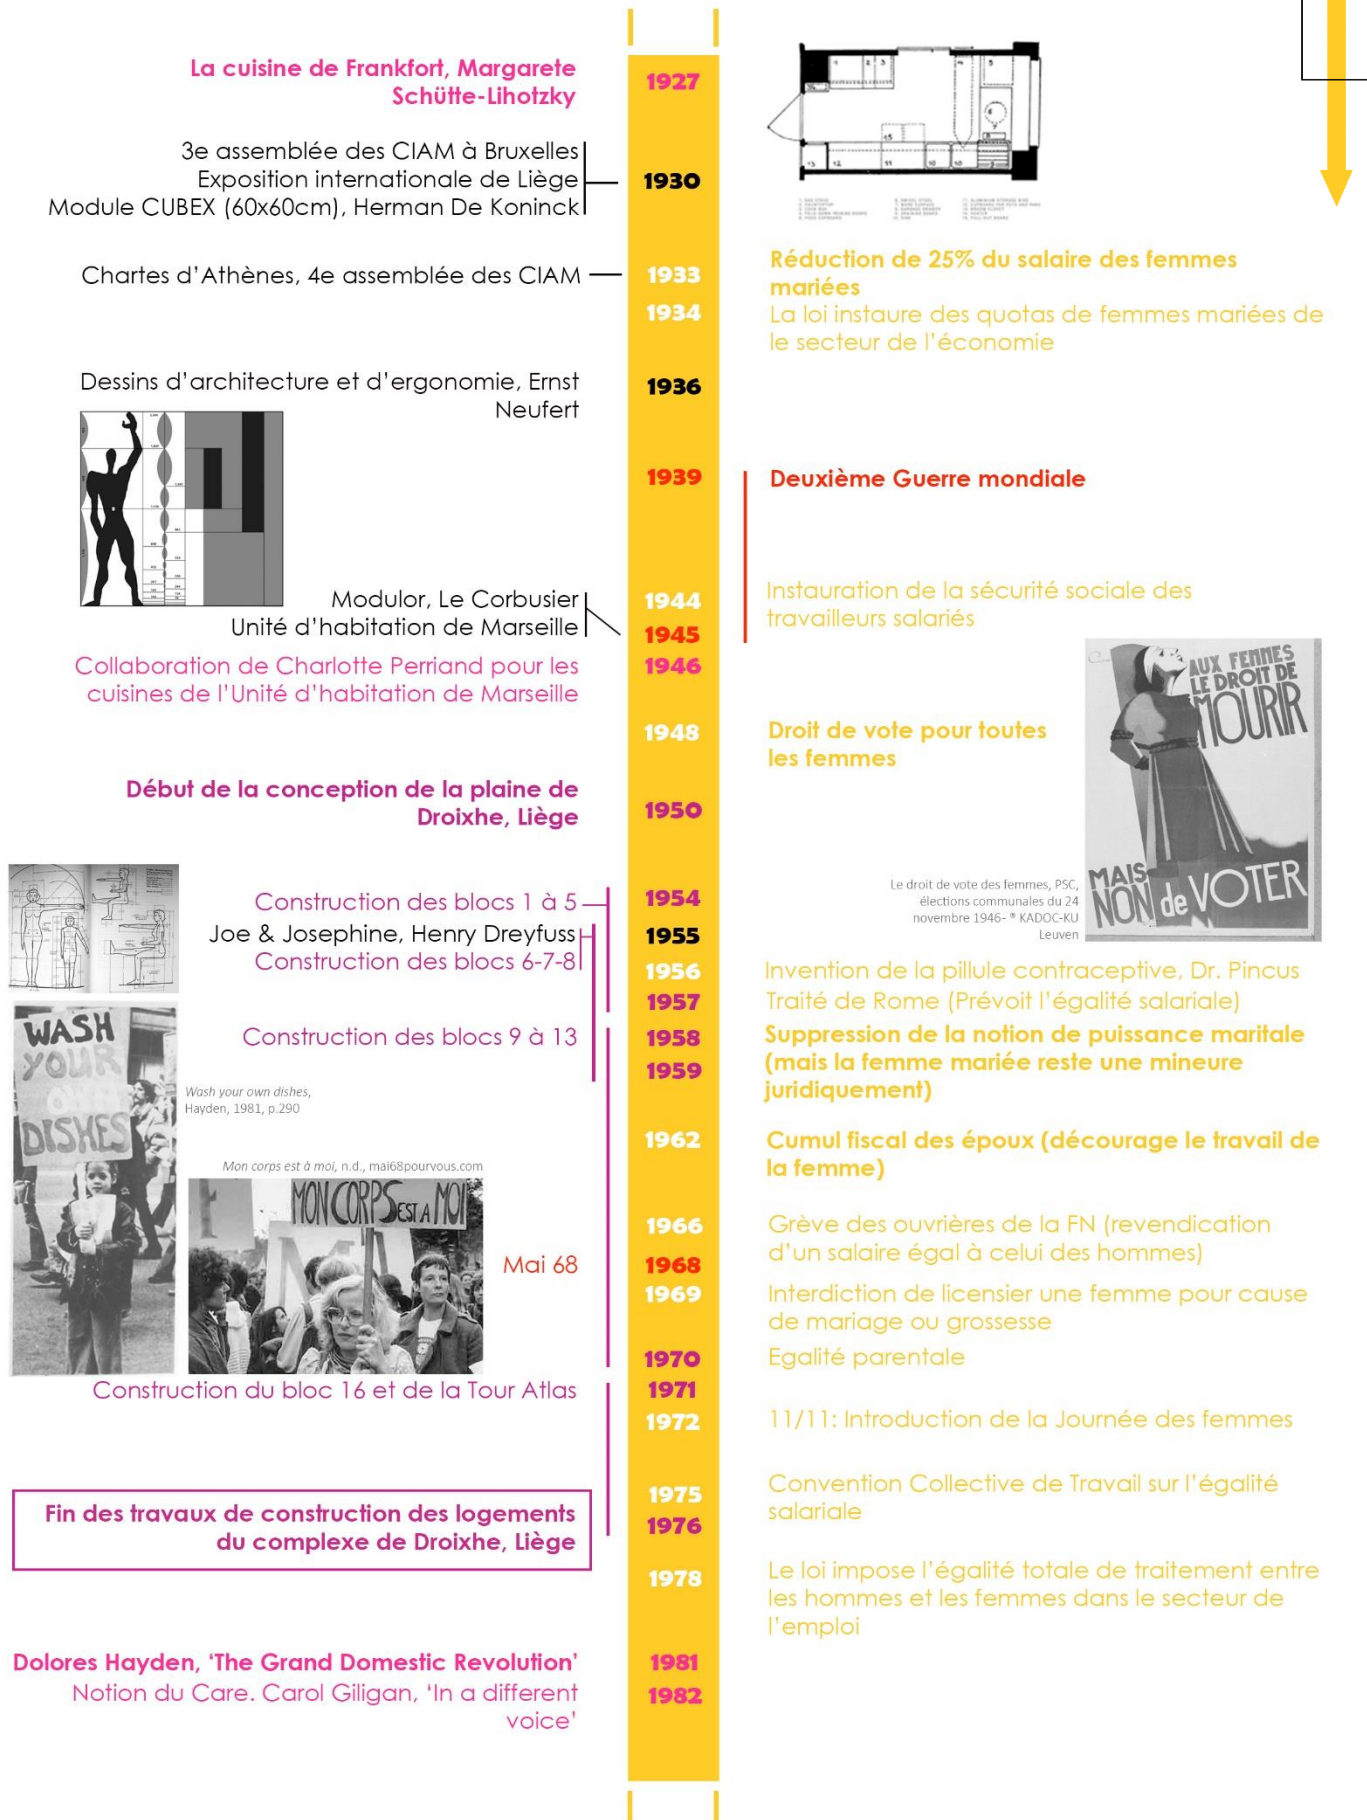 La cuisine de Frankfort, Margarete
Schütte-Lihotzky
1927
3e assemblée des CIAM à Bruxelles
Exposition internationale de Liège
Module CUBEX (60x60cm), Herman De Koninck
1930
Chartes d'Athènes, 4e assemblée des CIAM
1933
Réduction de 25% du salaire des femmes
mariées
1934
La loi instaure des quotas de femmes mariées de
le secteur de l'économie
Dessins d'architecture et d'ergonomie, Ernst
Neufert
1936
1939
Deuxième Guerre mondiale
1944
Instauration de la sécurité sociale des
travailleurs salariés
Modulor, Le Corbusier
Unité d'habitation de Marseille
1945
Collaboration de Charlotte Perriand pour les
cuisines de l'Unité d'habitation de Marseille
1946
1948
Droit de vote pour toutes
les femmes
AUX FEMMES
LE DROIT DE
MOURIR
MAIS
NON de VOTER
Le droit de vote des femmes, PSC,
élections communales du 24
novembre 1946- ® KADOC-KU
Leuven
Début de la conception de la plaine de
Droixhe, Liège
1950
Construction des blocs 1 à 5
1954
Joe & Josephine, Henry Dreyfuss
1955
Construction des blocs 6-7-8
1956
Invention de la pillule contraceptive, Dr. Pincus
1957
Traité de Rome (Prévoit l'égalité salariale)
Construction des blocs 9 à 13
1958
Suppression de la notion de puissance maritale
(mais la femme mariée reste une mineure
juridiquement)
1959
WASH
YOUR
OWN
DISHES
Wash your own dishes,
Hayden, 1981, p.290
1962
Cumul fiscal des époux (décourage le travail de
la femme)
Mon corps est à moi, n.d., mai68pourvous.com
MON CORPS EST A MOI
1966
Grève des ouvrières de la FN (revendication
d'un salaire égal à celui des hommes)
Mai 68
1968
1969
Interdiction de licensier une femme pour cause
de mariage ou grossesse
1970
Egalité parentale
Construction du bloc 16 et de la Tour Atlas
1971
1972
11/11: Introduction de la Journée des femmes
1975
Convention Collective de Travail sur l'égalité
salariale
Fin des travaux de construction des logements
du complexe de Droixhe, Liège
1976
1978
Le loi impose l'égalité totale de traitement entre
les hommes et les femmes dans le secteur de
l'emploi
Dolores Hayden, 'The Grand Domestic Revolution'
1981
Notion du Care. Carol Giligan, 'In a different
voice'
1982